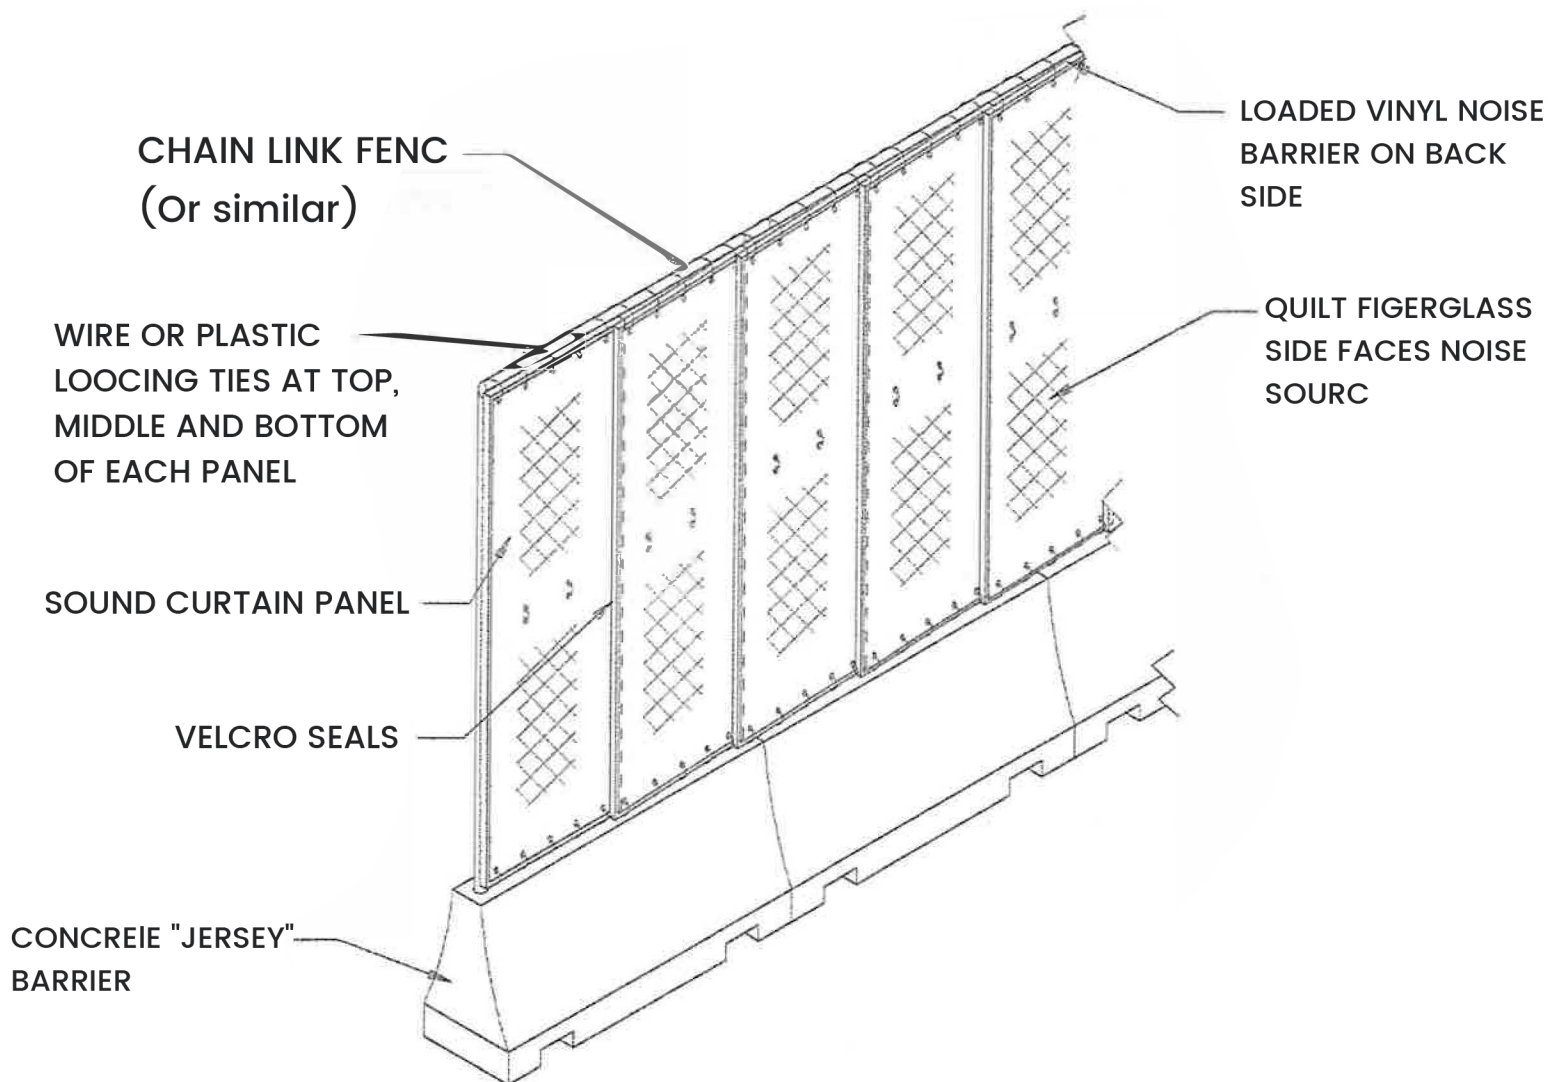 CHAIN LINK FENC
(Or similar)
WIRE OR PLASTIC
LOOCING TIES AT TOP,
MIDDLE AND BOTTOM
OF EACH PANEL
SOUND CURTAIN PANEL
VELCRO SEALS
CONCREIE "JERSEY"
BARRIER
LOADED VINYL NOISE
BARRIER ON BACK
SIDE
QUILT FIGERGLASS
SIDE FACES NOISE
SOURC